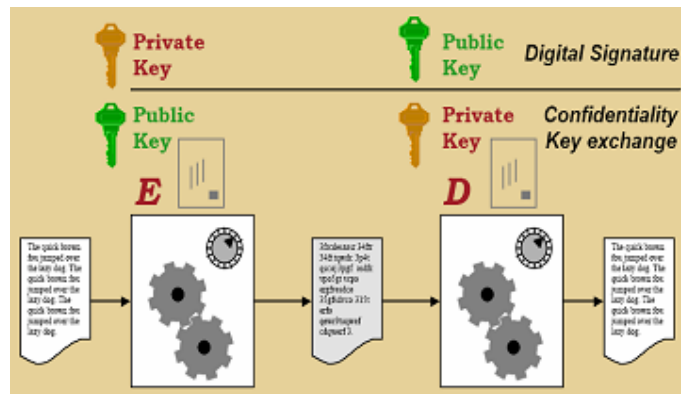 Private
Key
Public
Key
Digital Signature
Public
Key
Private
Key
Confidentiality
Key exchange
E
D
The quick brown
fox jumped over
the lazy dog. The
quick brown fox
jumped over the
lazy dog. The
quick brown fox
jumped over the
lazy dog.
The quick brown
fox jumped over
the lazy dog. The
quick brown fox
jumped over the
lazy dog. The
quick brown fox
jumped over the
lazy dog.